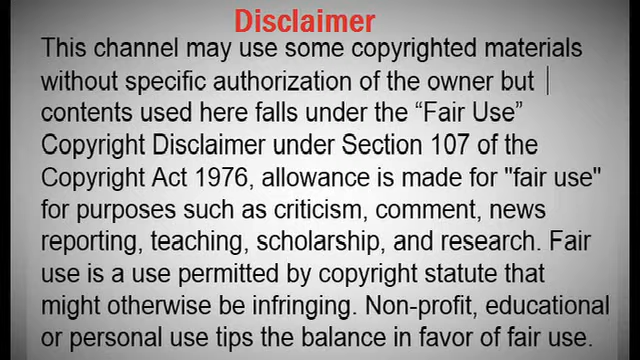 Disclaimer
This channel may use some copyrighted materials
without specific authorization of the owner but |
contents used here falls under the “Fair Use”
Copyright Disclaimer under Section 107 of the
Copyright Act 1976, allowance is made for "fair use"
for purposes such as criticism, comment, news
reporting, teaching, scholarship, and research. Fair
use is a use permitted by copyright statute that
might otherwise be infringing. Non-profit, educational
or personal use tips the balance in favor of fair use.